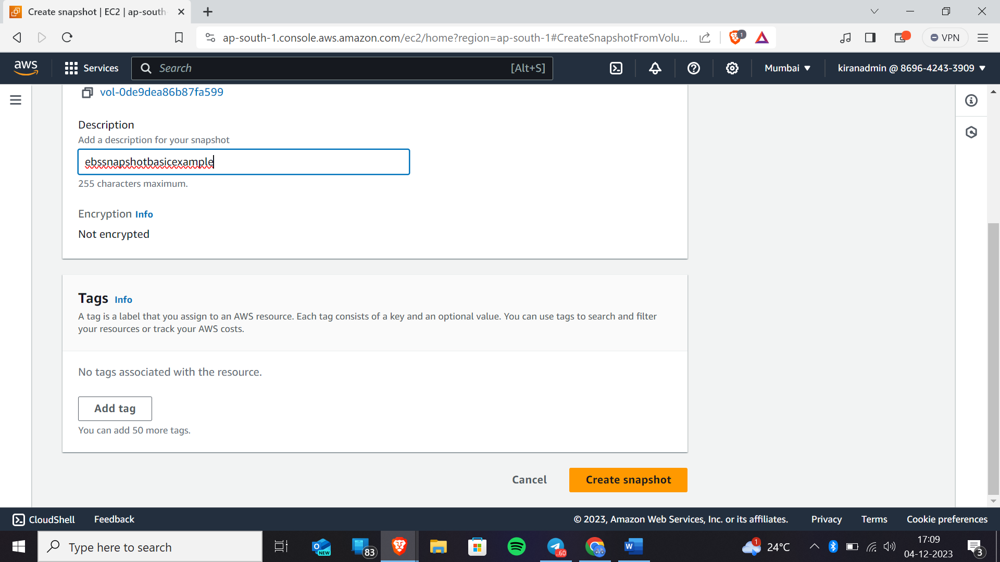 Create snapshot | EC2 | ap-south-
ap-south-1.console.aws.amazon.com/ec2/home?region=ap-south-1#CreateSnapshotFromVolu...
1
VPN
aws
Services
Search
[Alt+S]
Mumbai
kiranadmin @ 8696-4243-3909
vol-0de9dea86b87fa599
Description
Add a description for your snapshot
ebssnapshotbasicexample
255 characters maximum.
Encryption Info
Not encrypted
Tags Info
A tag is a label that you assign to an AWS resource. Each tag consists of a key and an optional value. You can use tags to search and filter
your resources or track your AWS costs.
No tags associated with the resource.
Add tag
You can add 50 more tags.
Cancel
Create snapshot
CloudShell
Feedback
© 2023, Amazon Web Services, Inc. or its affiliates.
Privacy
Terms
Cookie preferences
Type here to search
O
NEW
83
..60
W
1
24°C
17:09
04-12-2023
3